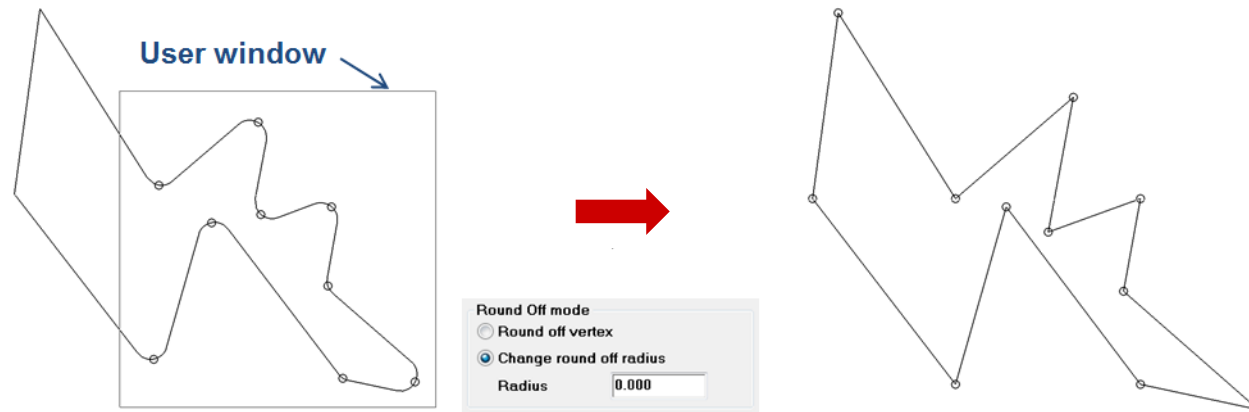 User window
Round Off mode
Round off vertex
Change round off radius
Radius 0.000